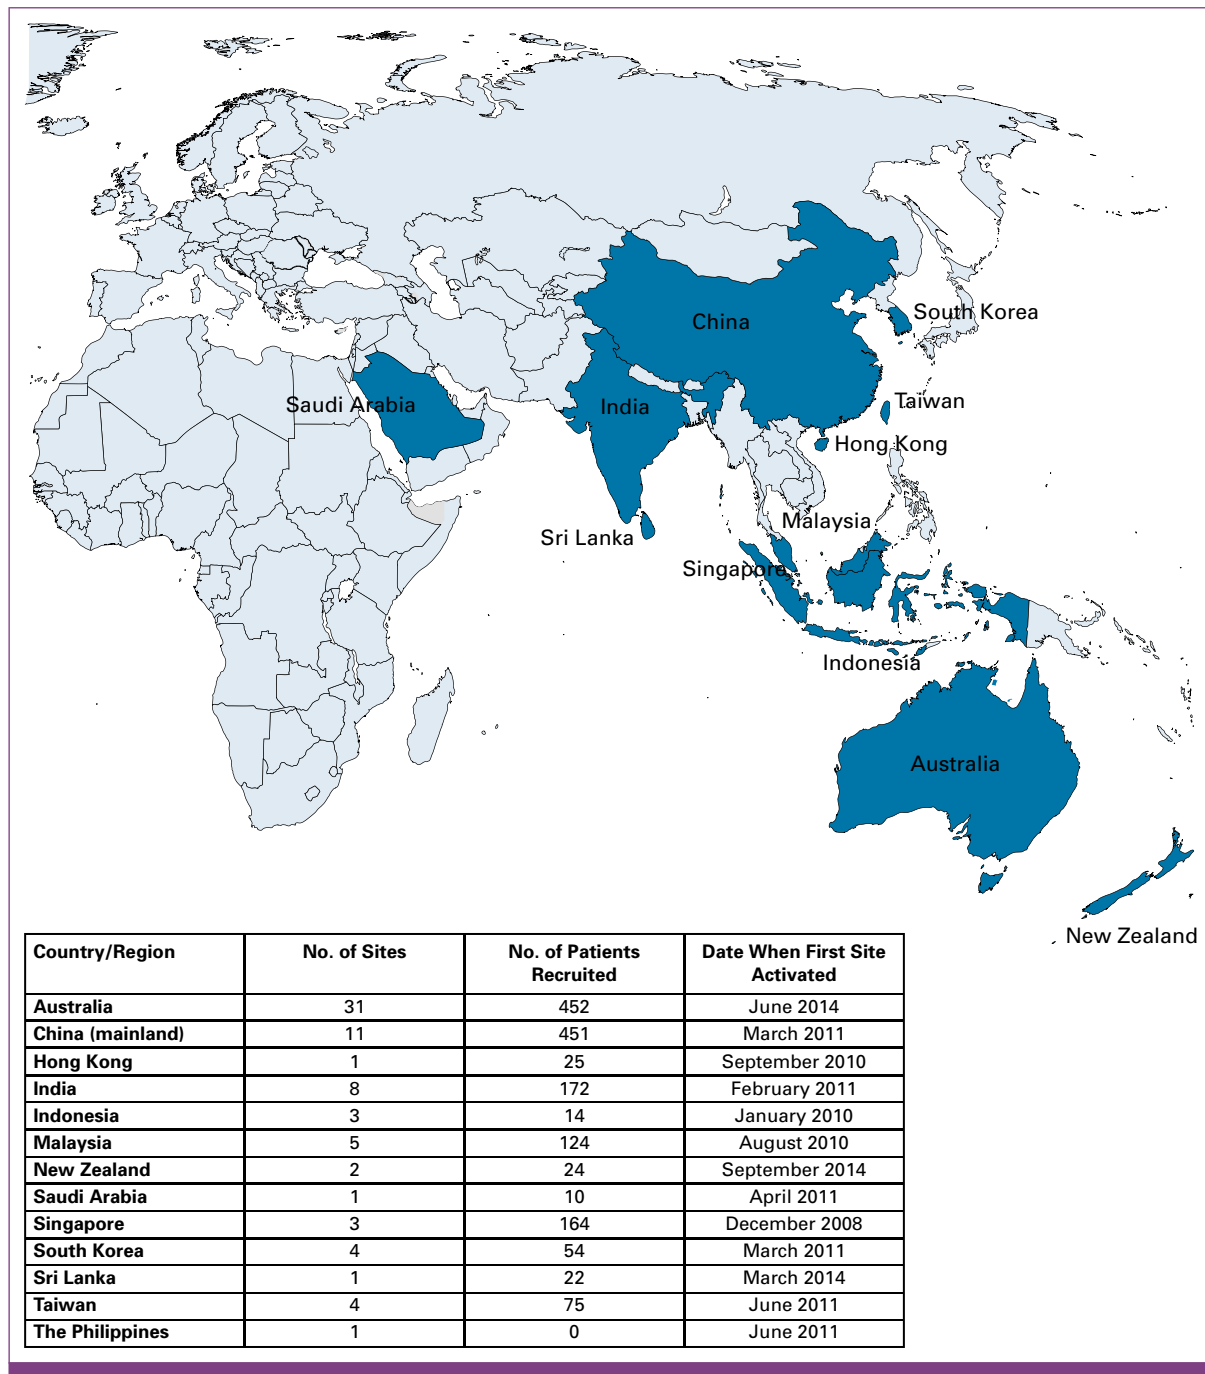 China
South Korea
Saudi Arabia
India
Taiwan
Hong Kong
Malaysia
Sri Lanka
Singapore
Indonesia
Australia
New Zealand
Country/Region No. of Sites No. of Patients Recruited Date When First Site Activated
Australia 31 452 June 2014
China (mainland) 11 451 March 2011
Hong Kong 1 25 September 2010
India 8 172 February 2011
Indonesia 3 14 January 2010
Malaysia 5 124 August 2010
New Zealand 2 24 September 2014
Saudi Arabia 1 10 April 2011
Singapore 3 164 December 2008
South Korea 4 54 March 2011
Sri Lanka 1 22 March 2014
Taiwan 4 75 June 2011
The Philippines 1 0 June 2011